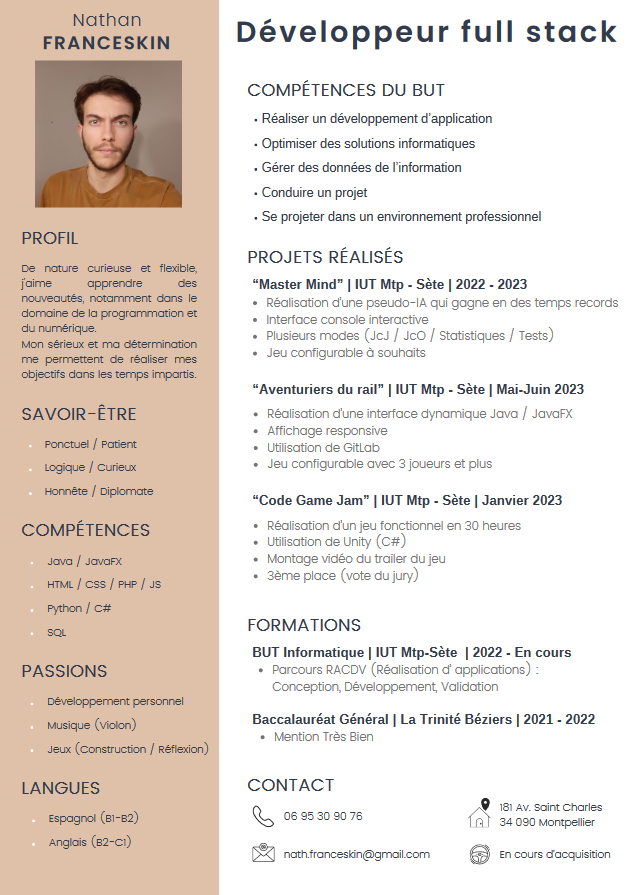 Nathan
FRANCESKIN
PROFIL
De nature curieuse et flexible,
j'aime apprendre des
nouveautés, notamment dans le
domaine de la programmation et
du numérique.
Mon sérieux et ma détermination
me permettent de réaliser mes
objectifs dans les temps impartis.
SAVOIR-ÊTRE
• Ponctuel / Patient
• Logique / Curieux
• Honnête / Diplomate
COMPÉTENCES
• Java / JavaFX
• HTML / CSS / PHP / JS
• Python / C#
• SQL
PASSIONS
• Développement personnel
• Musique (Violon)
• Jeux (Construction / Réflexion)
LANGUES
• Espagnol (B1-B2)
• Anglais (B2-C1)
Développeur full stack
COMPÉTENCES DU BUT
• Réaliser un développement d’application
• Optimiser des solutions informatiques
• Gérer des données de l’information
• Conduire un projet
• Se projeter dans un environnement professionnel
PROJETS RÉALISÉS
“Master Mind” | IUT Mtp - Sète | 2022 - 2023
• Réalisation d'une pseudo-IA qui gagne en des temps records
• Interface console interactive
• Plusieurs modes (JcJ / JcO / Statistiques / Tests)
• Jeu configurable à souhaits
“Aventuriers du rail” | IUT Mtp - Sète | Mai-Juin 2023
• Réalisation d'une interface dynamique Java / JavaFX
• Affichage responsive
• Utilisation de GitLab
• Jeu configurable avec 3 joueurs et plus
“Code Game Jam” | IUT Mtp - Sète | Janvier 2023
• Réalisation d'un jeu fonctionnel en 30 heures
• Utilisation de Unity (C#)
• Montage vidéo du trailer du jeu
• 3ème place (vote du jury)
FORMATIONS
BUT Informatique | IUT Mtp-Sète | 2022 - En cours
• Parcours RACDV (Réalisation d' applications) :
Conception, Développement, Validation
Baccalauréat Général | La Trinité Béziers | 2021 - 2022
• Mention Très Bien
CONTACT
06 95 30 90 76
181 Av. Saint Charles
34 090 Montpellier
nath.franceskin@gmail.com
En cours d'acquisition